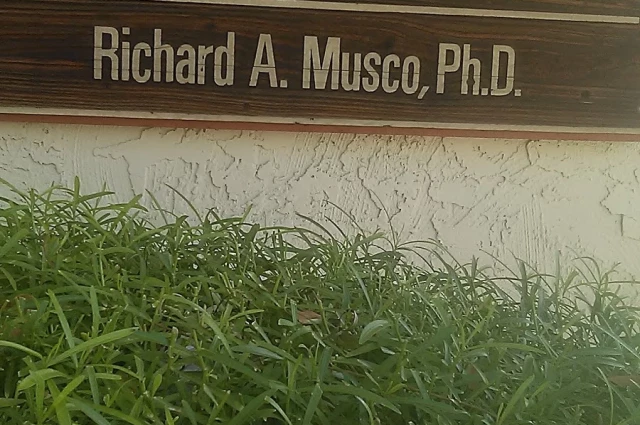 Richard A. Musco, Ph.D.